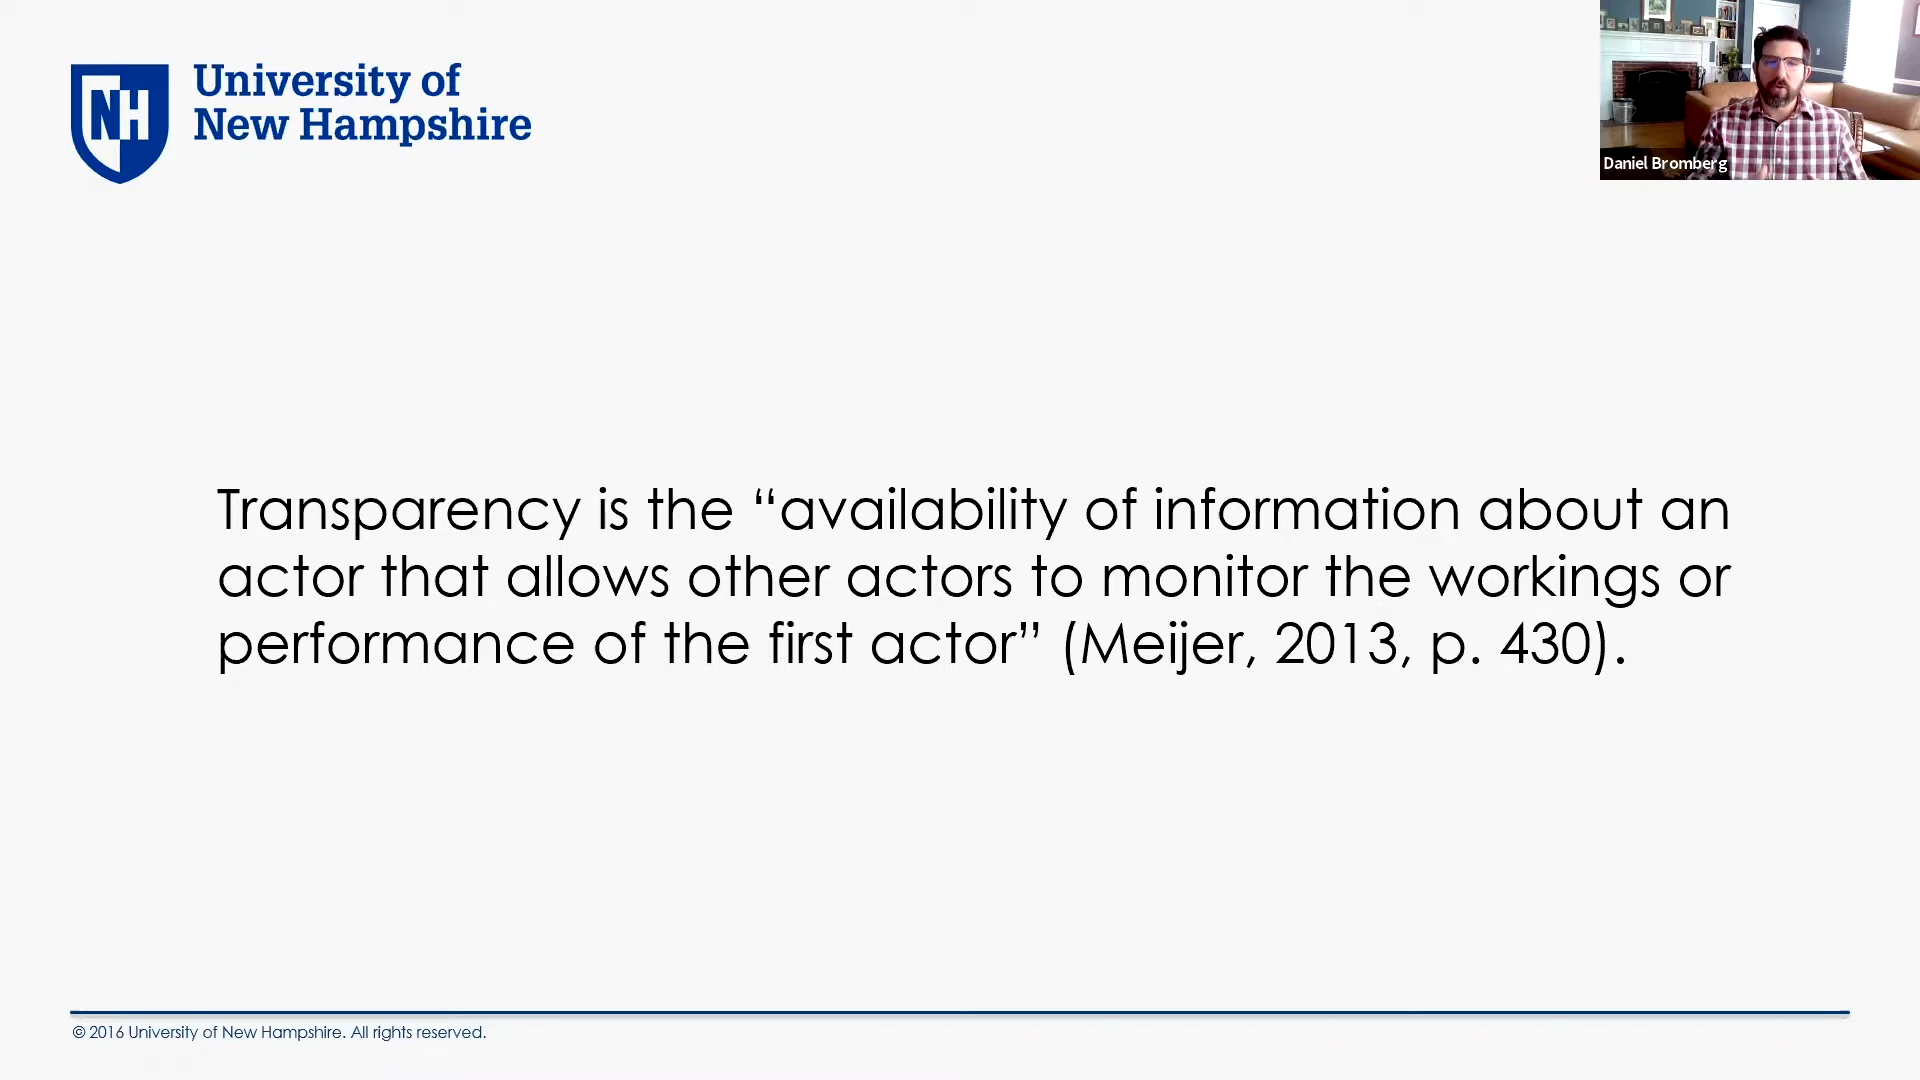 NH
University of
New Hampshire
Daniel Bromberg
Transparency is the “availability of information about an
actor that allows other actors to monitor the workings or
performance of the first actor” (Meijer, 2013, p. 430).
© 2016 University of New Hampshire. All rights reserved.